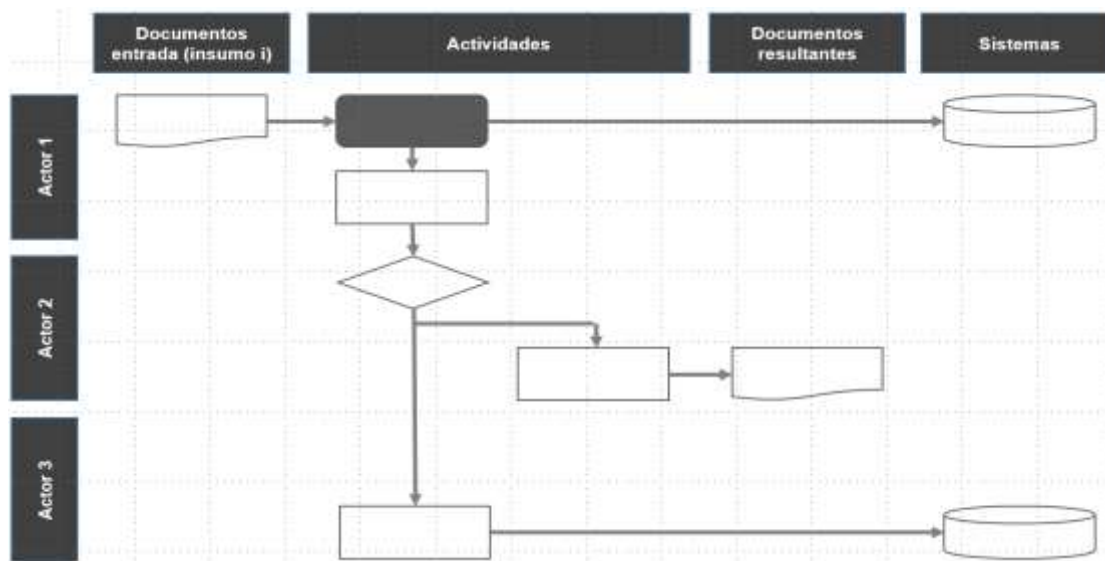 Documentos
entrada (insumo i)
Actividades
Documentos
resultantes
Sistemas
Actor 1
Actor 2
Actor 3